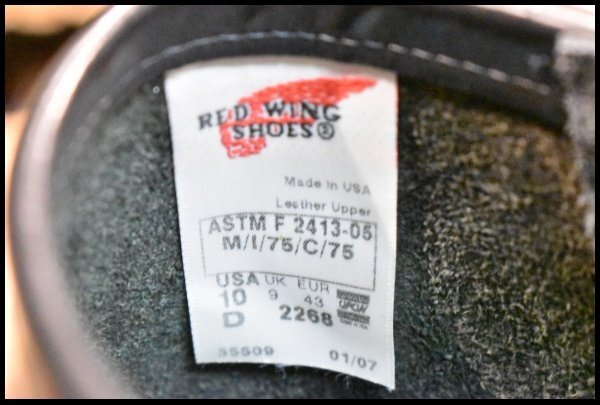 RED WING
SHOES®
Made in USA
Leather Upper
ASTM F 2413-05
M/I/75/C/75
USA UK EUR
10 9 43
D 2268
55509 01/07